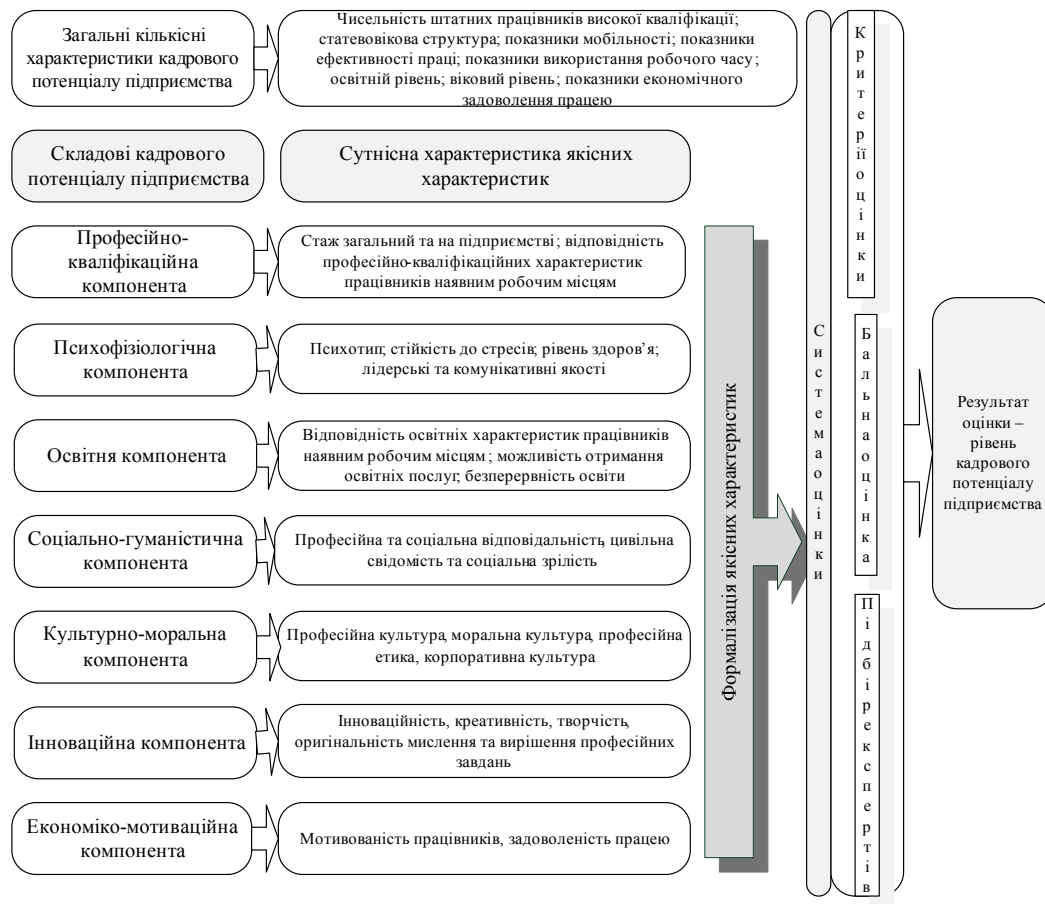 Загальні кількісні
характеристики кадрового
потенціалу підприємства
Чисельність штатних працівників високої кваліфікації;
статевовікова структура; показники мобільності; показники
ефективності праці; показники використання робочого часу;
освітній рівень; віковий рівень; показники економічного
задоволення працею
Складові кадрового
потенціалу підприємства
Сутнісна характеристика якісних
характеристик
Професійно-
кваліфікаційна
компонента
Стаж загальний та на підприємстві; відповідність
професійно-кваліфікаційних характеристик
працівників наявним робочим місцям
Психофізіологічна
компонента
Психотип; стійкість до стресів; рівень здоров’я;
лідерські та комунікативні якості
Освітня компонента
Відповідність освітніх характеристик працівників
наявним робочим місцям; можливість отримання
освітніх послуг; безперервність освіти
Соціально-гуманістична
компонента
Професійна та соціальна відповідальність, цивільна
свідомість та соціальна зрілість
Культурно-моральна
компонента
Професійна культура, моральна культура, професійна
етика, корпоративна культура
Інноваційна компонента
Інноваційність, креативність, творчість,
оригінальність мислення та вирішення професійних
завдань
Економіко-мотиваційна
компонента
Мотивованість працівників, задоволеність працею
Формалізація якісних характеристик
Система оцінки
Критерії оцінки
Бальна оцінка
Підбір експертів
Результат
оцінки –
рівень
кадрового
потенціалу
підприємства